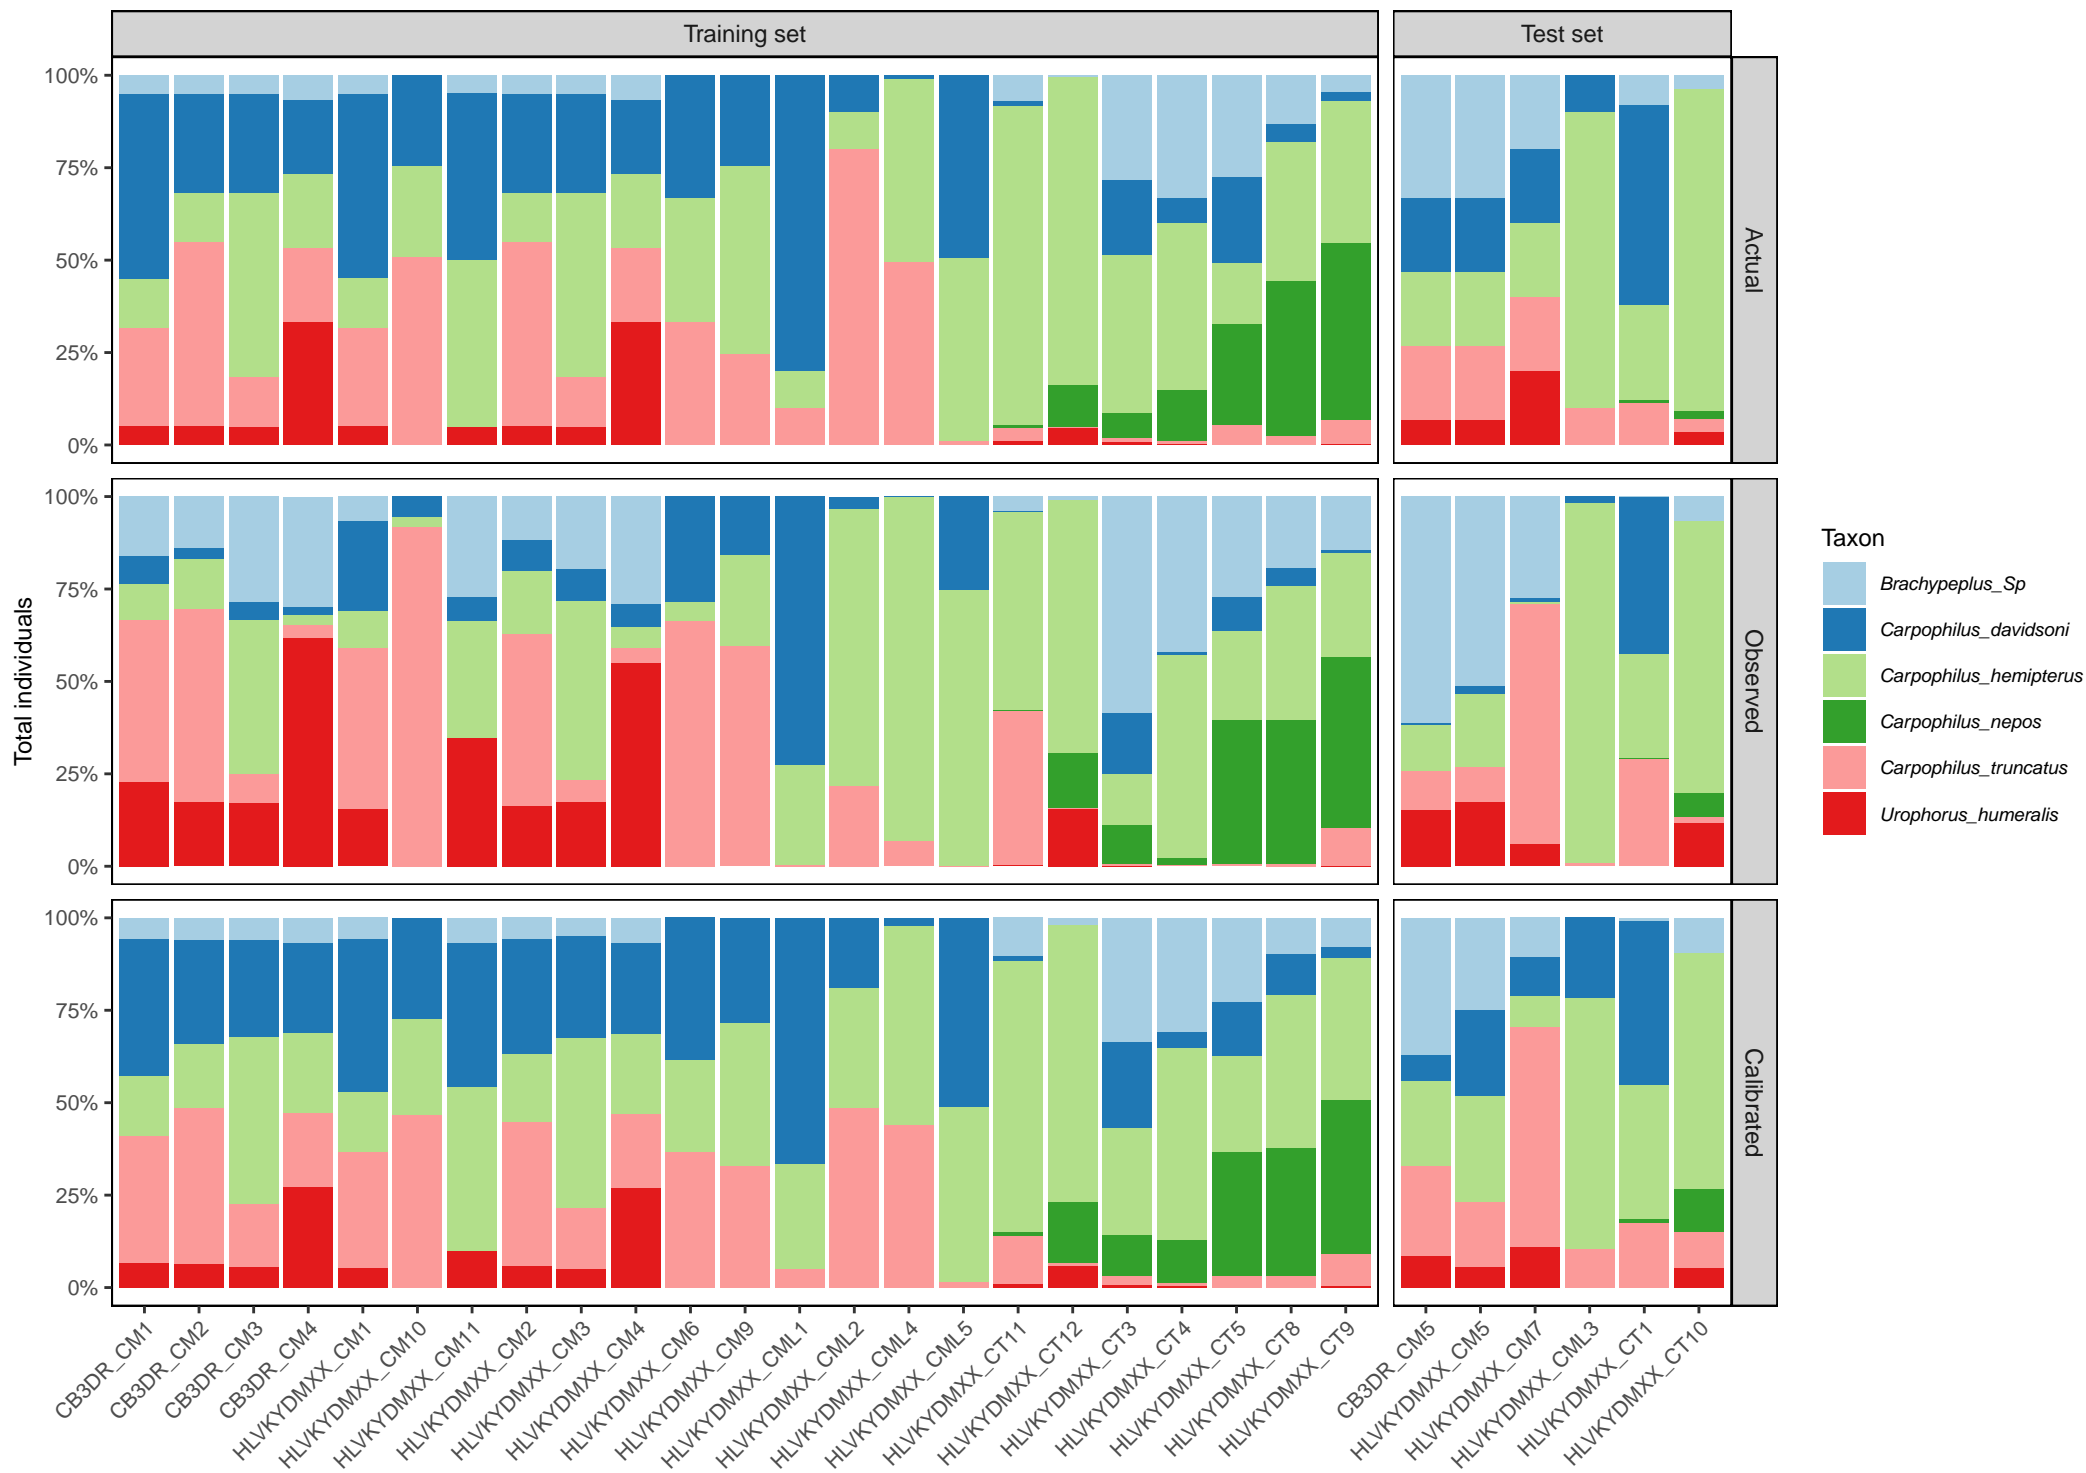 Training set
Test set
100%
75%
50%
25%
0%
Actual
100%
75%
50%
25%
0%
Observed
100%
75%
50%
25%
0%
Calibrated
Total individuals
CB3DR_CM1
CB3DR_CM2
CB3DR_CM3
CB3DR_CM4
HLVKYDMXX_CM1
HLVKYDMXX_CM10
HLVKYDMXX_CM11
HLVKYDMXX_CM2
HLVKYDMXX_CM3
HLVKYDMXX_CM4
HLVKYDMXX_CM6
HLVKYDMXX_CM9
HLVKYDMXX_CML1
HLVKYDMXX_CML2
HLVKYDMXX_CML4
HLVKYDMXX_CML5
HLVKYDMXX_CT11
HLVKYDMXX_CT12
HLVKYDMXX_CT3
HLVKYDMXX_CT4
HLVKYDMXX_CT5
HLVKYDMXX_CT8
HLVKYDMXX_CT9
CB3DR_CM5
HLVKYDMXX_CM5
HLVKYDMXX_CM7
HLVKYDMXX_CML3
HLVKYDMXX_CT1
HLVKYDMXX_CT10
Taxon
Brachypeplus_Sp
Carpophilus_davidsoni
Carpophilus_hemipterus
Carpophilus_nepos
Carpophilus_truncatus
Urophorus_humeralis